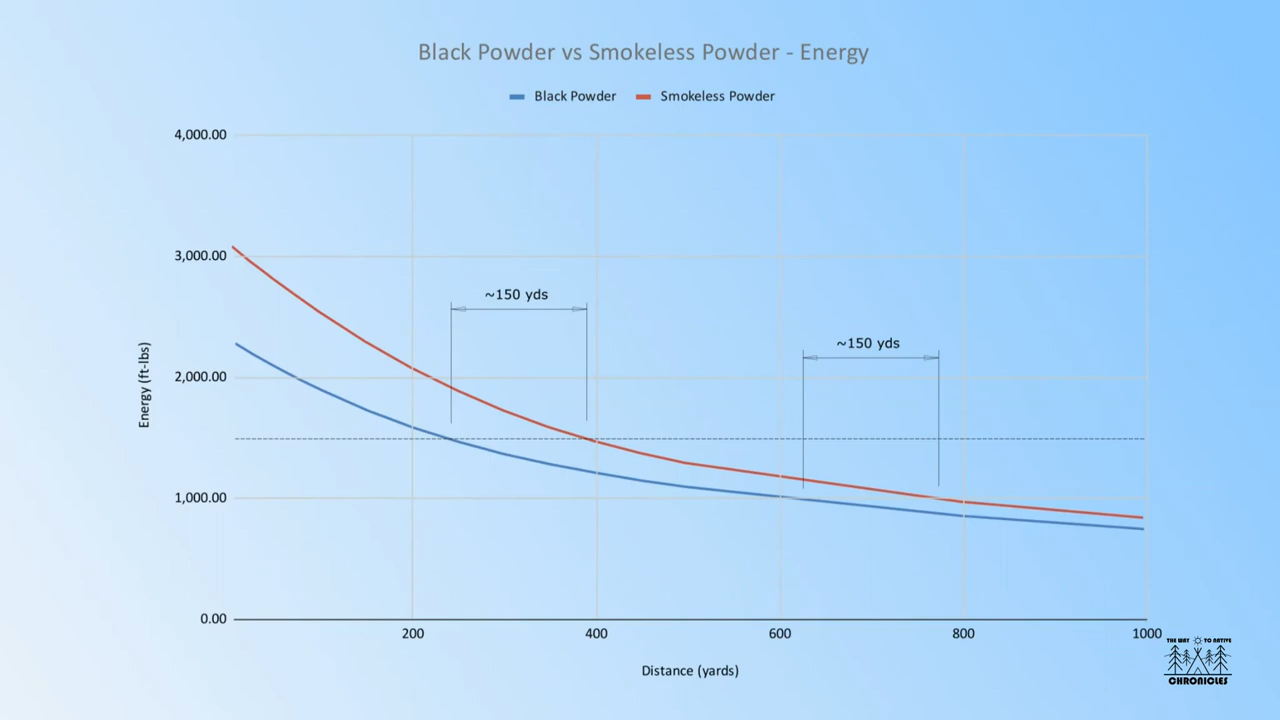 Black Powder vs Smokeless Powder - Energy
Black Powder
Smokeless Powder
4,000.00
3,000.00
2,000.00
1,000.00
0.00
Energy (ft-lbs)
~150 yds
~150 yds
200
400
600
800
1000
Distance (yards)
THE WAY TO NATIVE
CHRONICLES